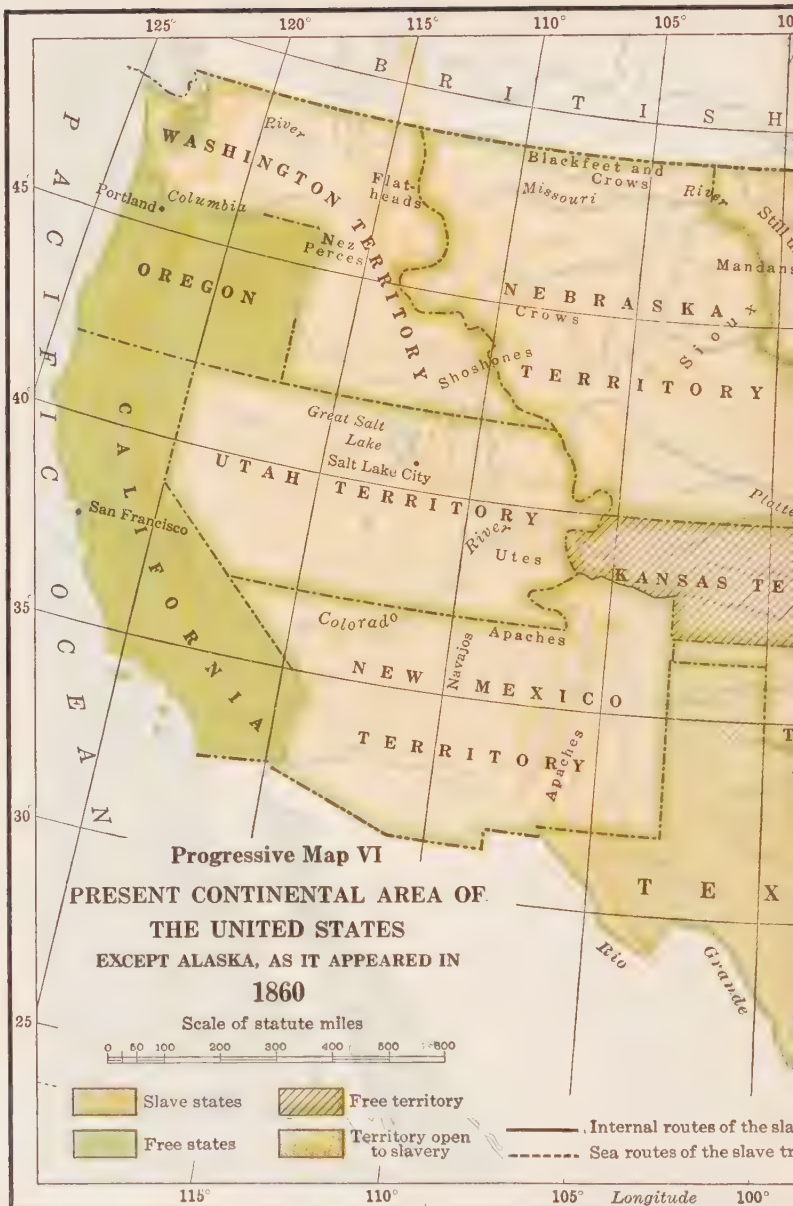 125° 120° 115° 110° 105°
BRITISH
PACIFIC OCEAN
45°
40°
35°
30°
25°
WASHINGTON TERRITORY
River
Columbia
Portland
Flat-
heads
Nez
Perces
Blackfeet and
Crows
Missouri
River
Still
Mandans
Sioux
OREGON
NEBRASKA
TERRITORY
Crows
Shoshones
CALIFORNIA
Great Salt
Lake
Salt Lake City
UTAH TERRITORY
San Francisco
River
Utes
Platte
KANSAS TE
Colorado
Apaches
Navajos
NEW MEXICO
TERRITORY
Apaches
T
TEX
Rio
Grande
Progressive Map VI
PRESENT CONTINENTAL AREA OF
THE UNITED STATES
EXCEPT ALASKA, AS IT APPEARED IN
1860
Scale of statute miles
0 50 100 200 300 400
Slave states
Free territory
Free states
Territory open
to slavery
Internal routes of the sla
Sea routes of the slave tr
115° 110° 105° Longitude 100°